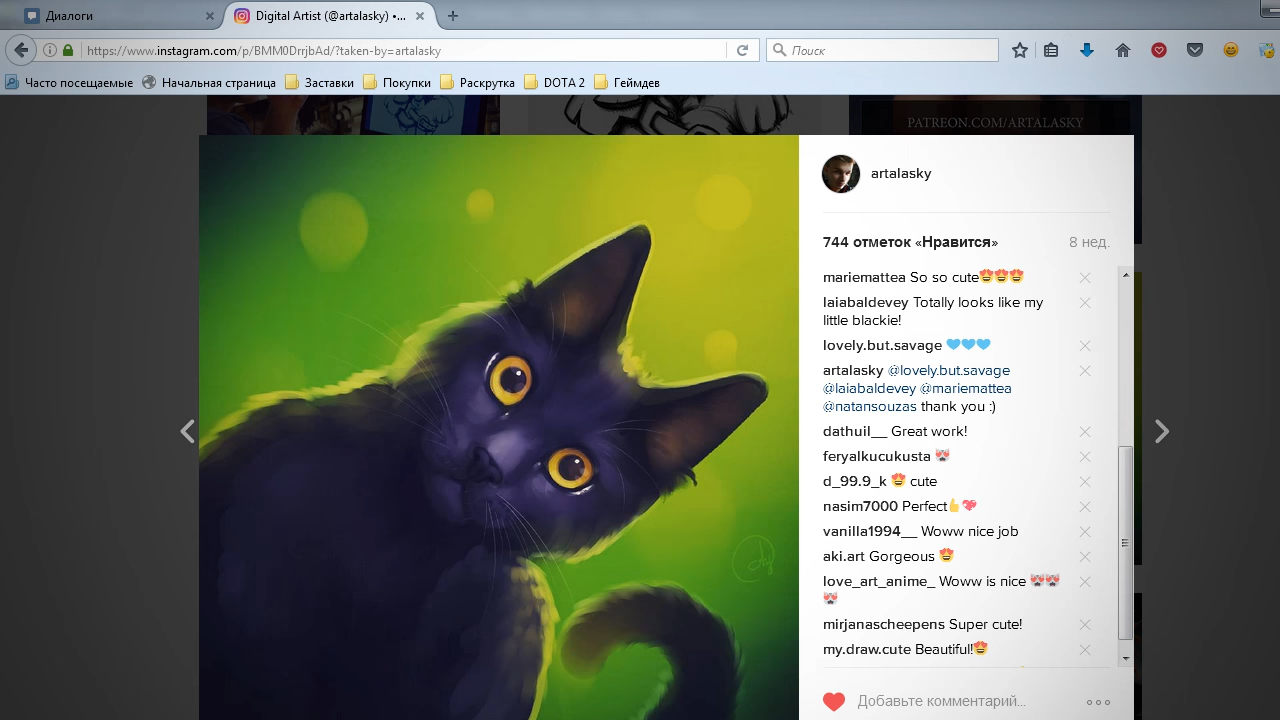 Диалоги
Digital Artist (@artalasky) •...
https://www.instagram.com/p/BMM0DrrjbAd/?taken-by=artalasky
Поиск
Часто посещаемые
Начальная страница
Заставки
Покупки
Раскрутка
DOTA 2
Геймдев
PATREON.COM/ARTALASKY
artalasky
744 отметок «Нравится»
8 нед.
mariemattea So so cute😍😍😍
laiabaldevey Totally looks like my
little blackie!
lovely.but.savage 💙💙💙
artalasky @lovely.but.savage
@laiabaldevey @mariemattea
@natansouzas thank you :)
dathuil__ Great work!
feryalkucukusta 😻
d_99.9_k 😍 cute
nasim7000 Perfect👍💖
vanilla1994__ Woww nice job
aki.art Gorgeous 😍
love_art_anime_ Woww is nice 😻😻
😻
mirjanascheepens Super cute!
my.draw.cute Beautiful!😍
Добавьте комментарий...